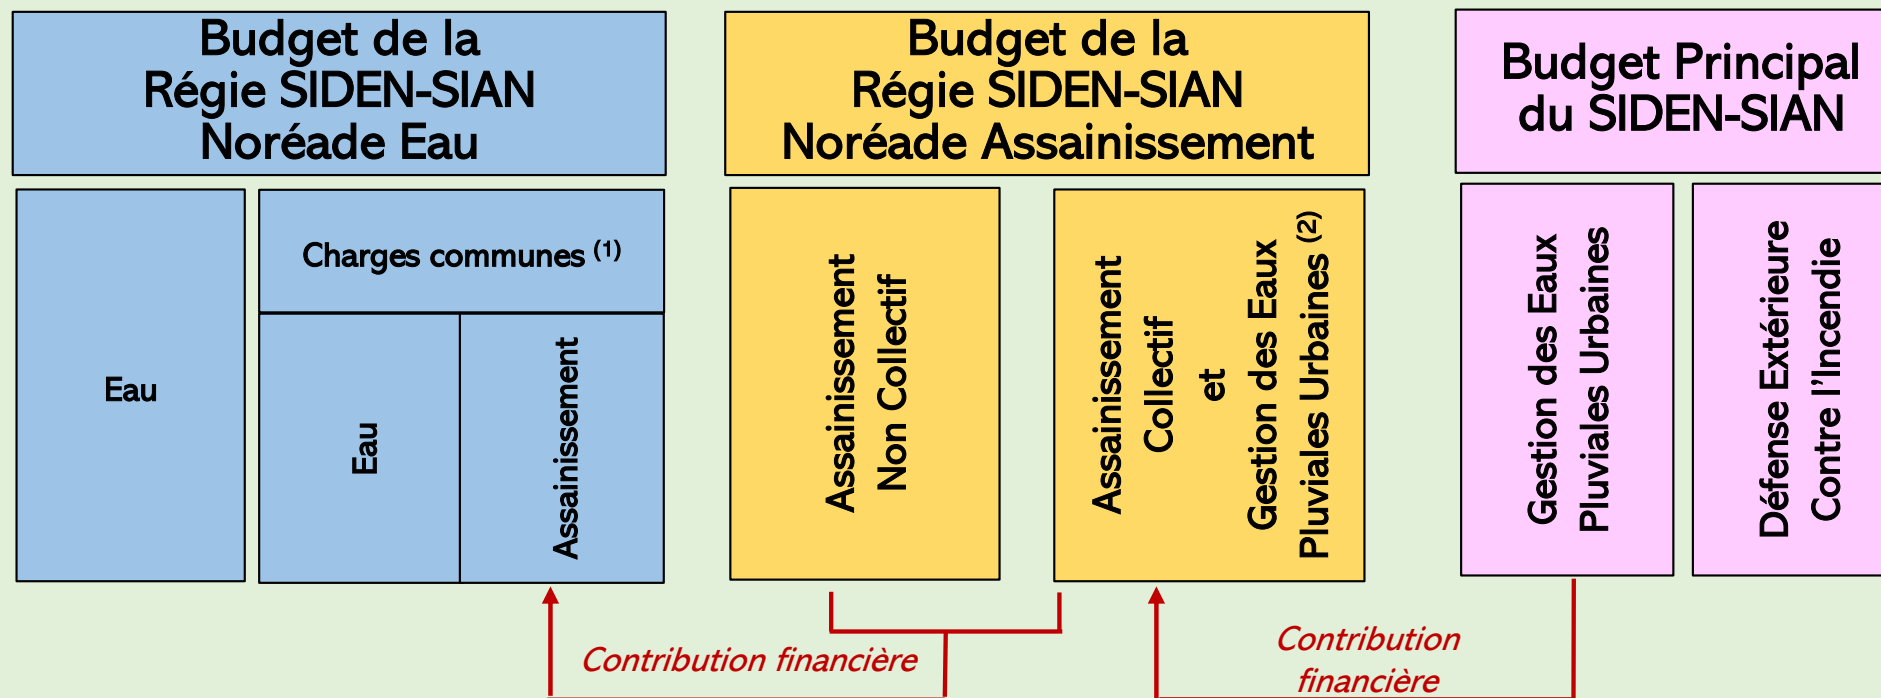 Budget de la
Régie SIDEN-SIAN
Noréade Eau
Budget de la
Régie SIDEN-SIAN
Noréade Assainissement
Budget Principal
du SIDEN-SIAN
Eau
Charges communes (1)
Eau
Assainissement
Assainissement
Non Collectif
Assainissement
Collectif
et
Gestion des Eaux
Pluviales Urbaines (2)
Gestion des Eaux
Pluviales Urbaines
Défense Extérieure
Contre l'Incendie
Contribution financière
Contribution
financière